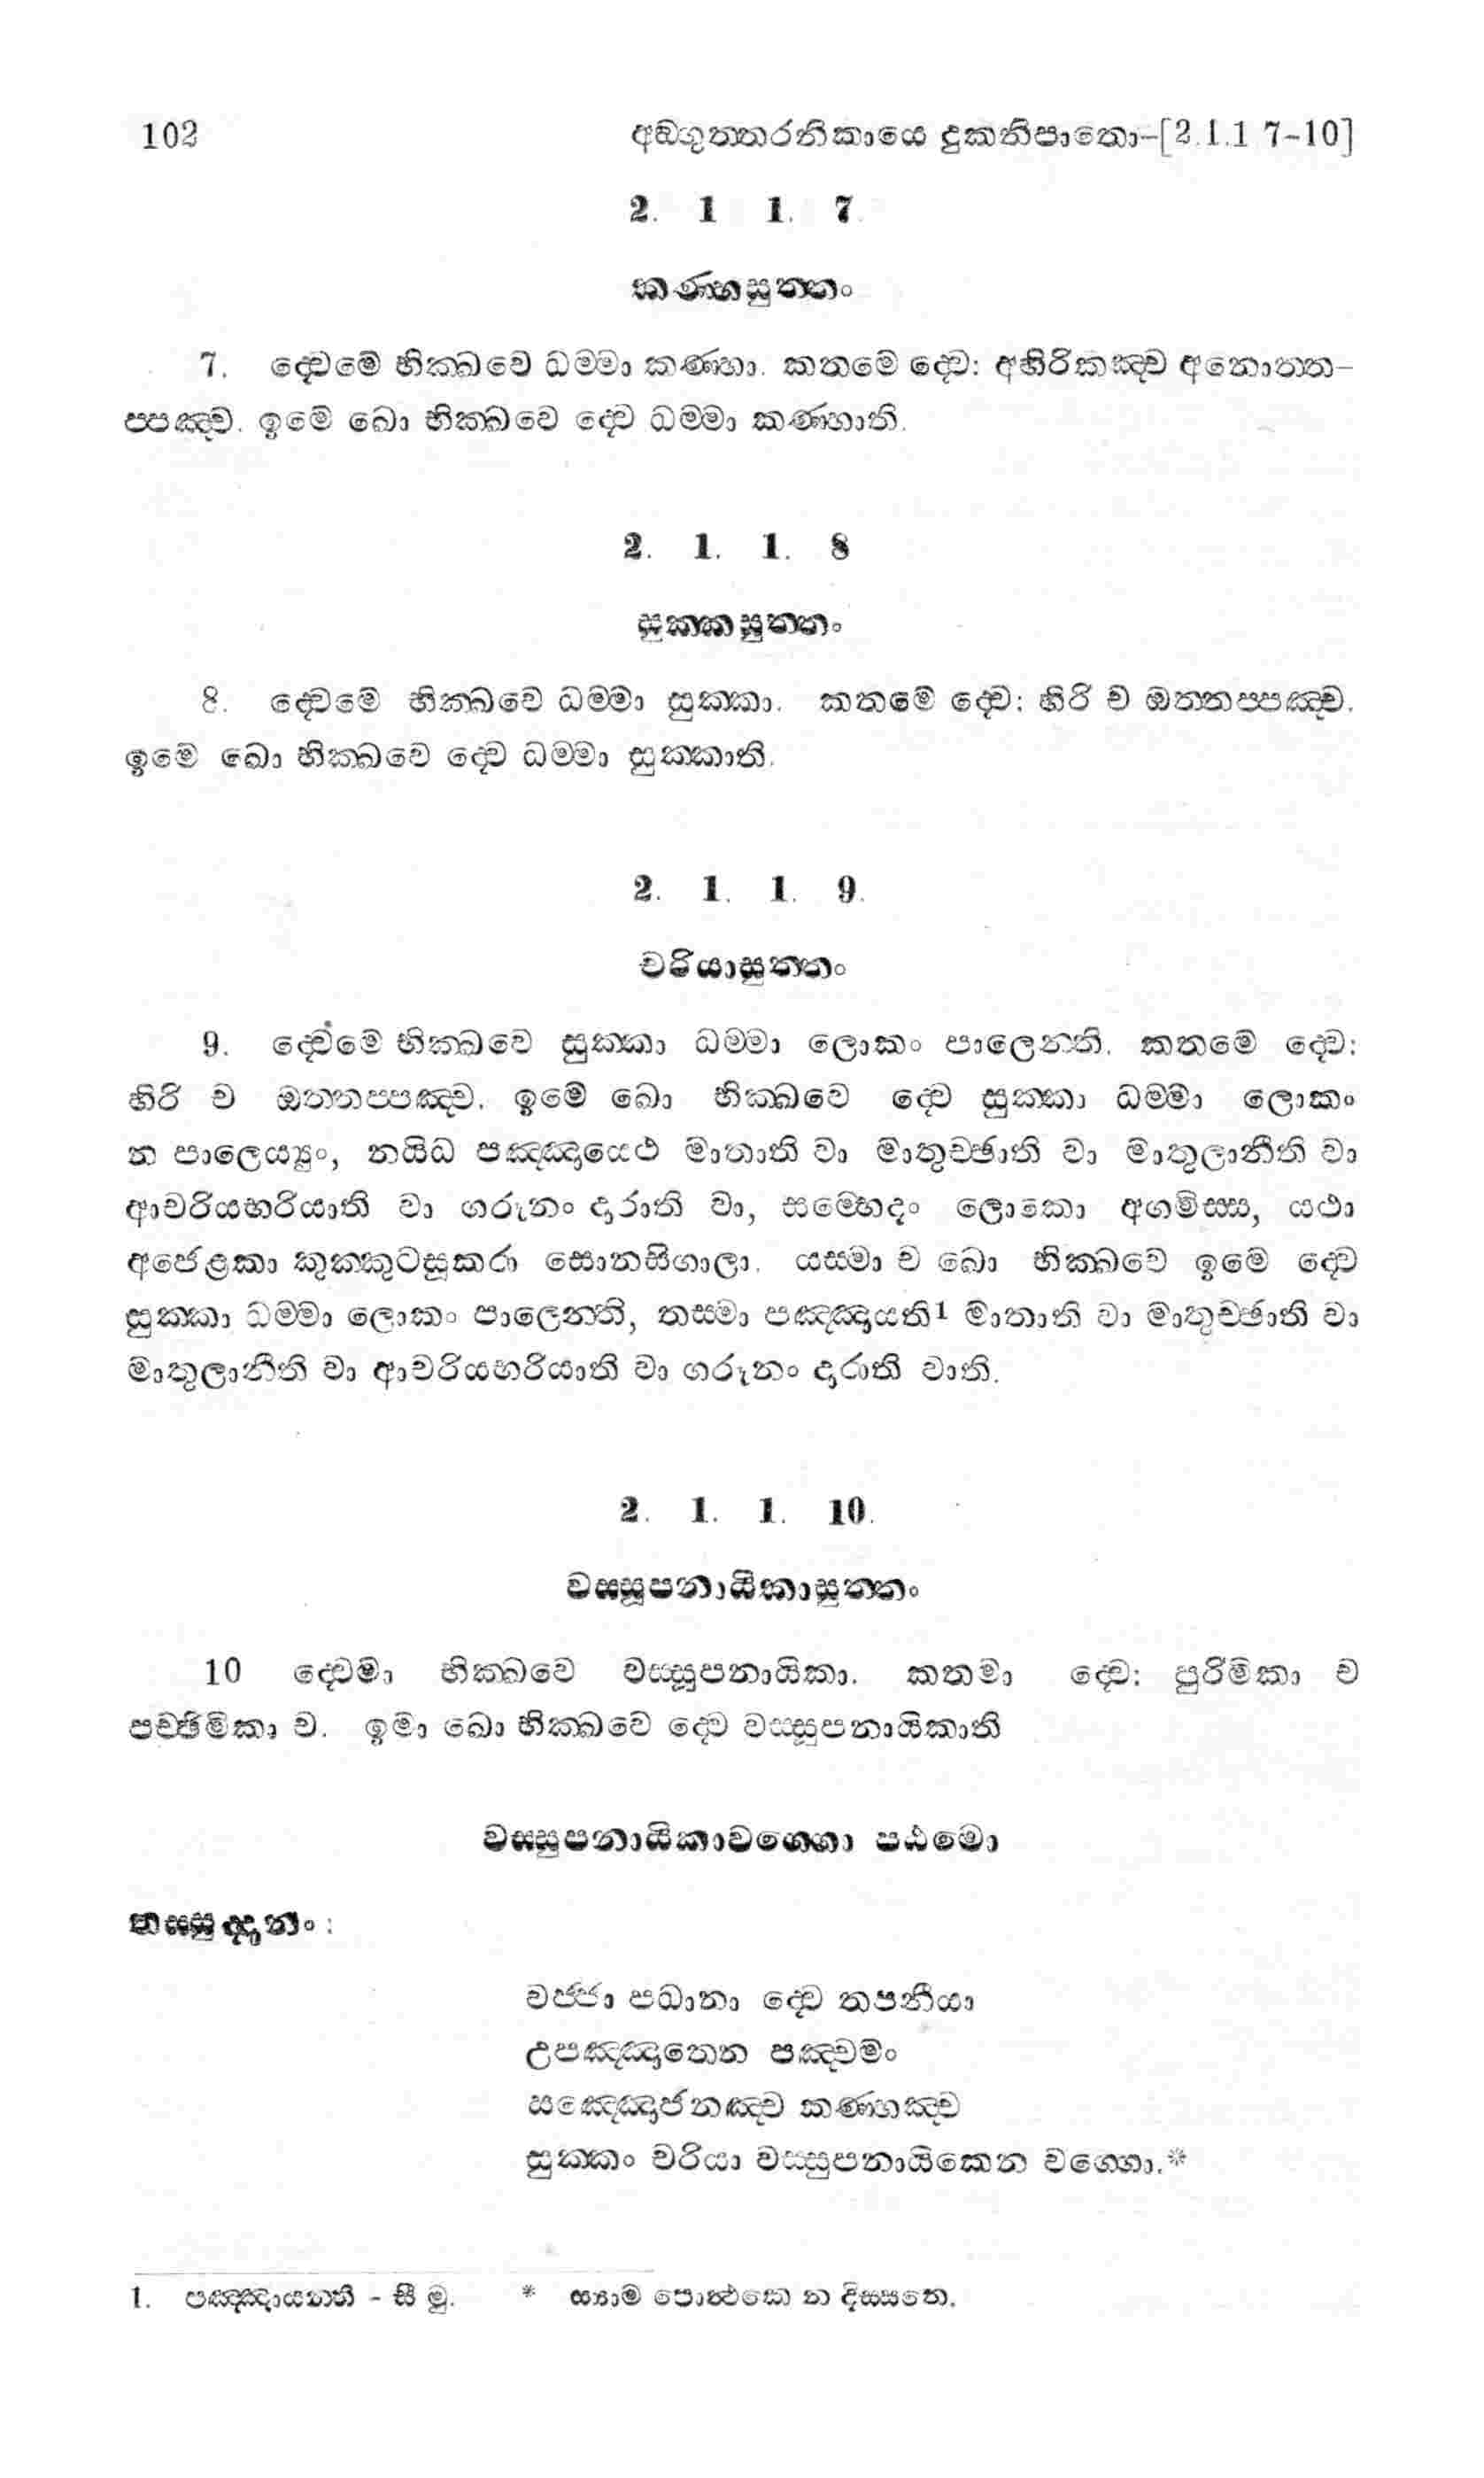 102 අඞ්ගුත්තරනිකායෙ දුකනිපාතො-[2.1.1 7-10]
2. 1 1. 7.
කණ්හසුත්තං
7. ද්වෙමේ භික්ඛවෙ ධම්මා කණ්හා. කතමේ ද්වෙ: අහිරිකඤ්ච අනොත්ත-
ප්පඤ්ච. ඉමේ ඛො භික්ඛවෙ ද්වෙ ධම්මා කණ්හාති.
2. 1. 1. 8
සුක්කසුත්තං
8. ද්වෙමේ භික්ඛවෙ ධම්මා සුක්කා. කතමේ ද්වෙ: හිරි ච ඔත්තප්පඤ්ච.
ඉමෙ ඛො භික්ඛවෙ ද්වෙ ධම්මා සුක්කාති.
2. 1. 1. 9.
චරියාසුත්තං
9. ද්වෙමේ භික්ඛවෙ සුක්කා ධම්මා ලොකං පාලෙන්ති. කතමේ ද්වෙ:
හිරි ච ඔත්තප්පඤ්ච. ඉමේ ඛො භික්ඛවෙ ද්වෙ සුක්කා ධම්මා ලොකං
න පාලෙය්‍යුං, නයිධ පඤ්ඤායෙථ මාතාති වා මාතුච්ඡාති වා මාතුලානීති වා
ආචරියභරියාති වා ගරූනං දාරාති වා, සම්භෙදං ලොකො අගමිස්ස, යථා
අජෙළකා කුක්කුටසූකරා සොනසිගාලා. යස්මා ච ඛො භික්ඛවෙ ඉමෙ ද්වෙ
සුක්කා ධම්මා ලොකං පාලෙන්ති, තස්මා පඤ්ඤායති1 මාතාති වා මාතුච්ඡාති වා
මාතුලානීති වා ආචරියභරියාති වා ගරූනං දාරාති වාති.
2. 1. 1. 10.
වස්සූපනායිකාසුත්තං
10 ද්වෙමා භික්ඛවෙ වස්සූපනායිකා. කතමා ද්වෙ: පුරිමිකා ච
පච්ඡිමිකා ච. ඉමා ඛො භික්ඛවෙ ද්වෙ වස්සූපනායිකාති
වස්සුපනායිකාවග්ගො පඨමො
තස්සුද්දානං:
වජ්ජා පධානා ද්වෙ තපනීයා
උපඤ්ඤාතෙන පඤ්චමං
සඤ්ඤොජනඤ්ච කණ්හඤ්ච
සුක්කං චරියා වස්සුපනායිකෙන වග්ගො.*
1. පඤ්ඤායන්ති - සී මු. * ස්‍යාම පොත්‍ථකෙ න දිස්සතෙ.